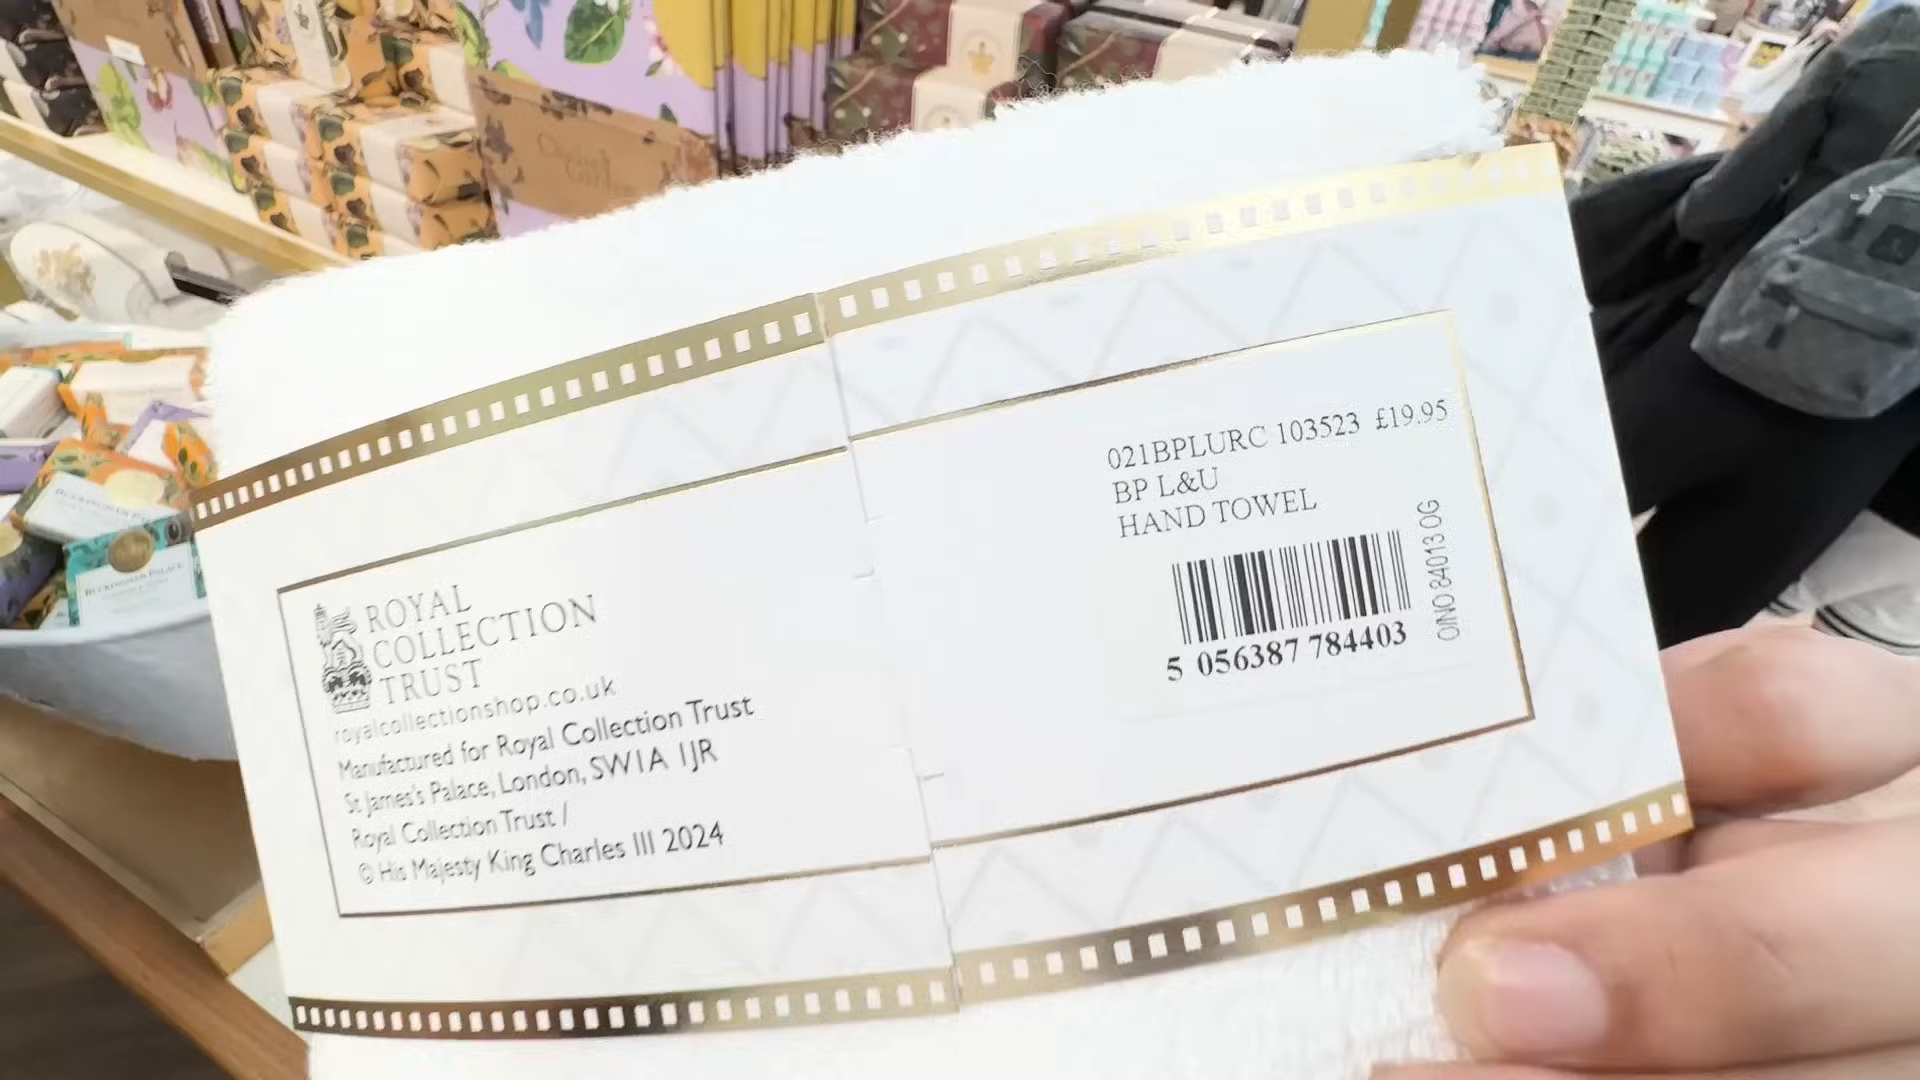 ROYAL
COLLECTION
TRUST
royalcollectionshop.co.uk
Manufactured for Royal Collection Trust
St James's Palace, London, SW1A 1JR
Royal Collection Trust /
© His Majesty King Charles III 2024
021BPLURC 103523 £19.95
BP L&U
HAND TOWEL
5 056387 784403
O/NO:84013 OG
BUCKINGHAM PALACE